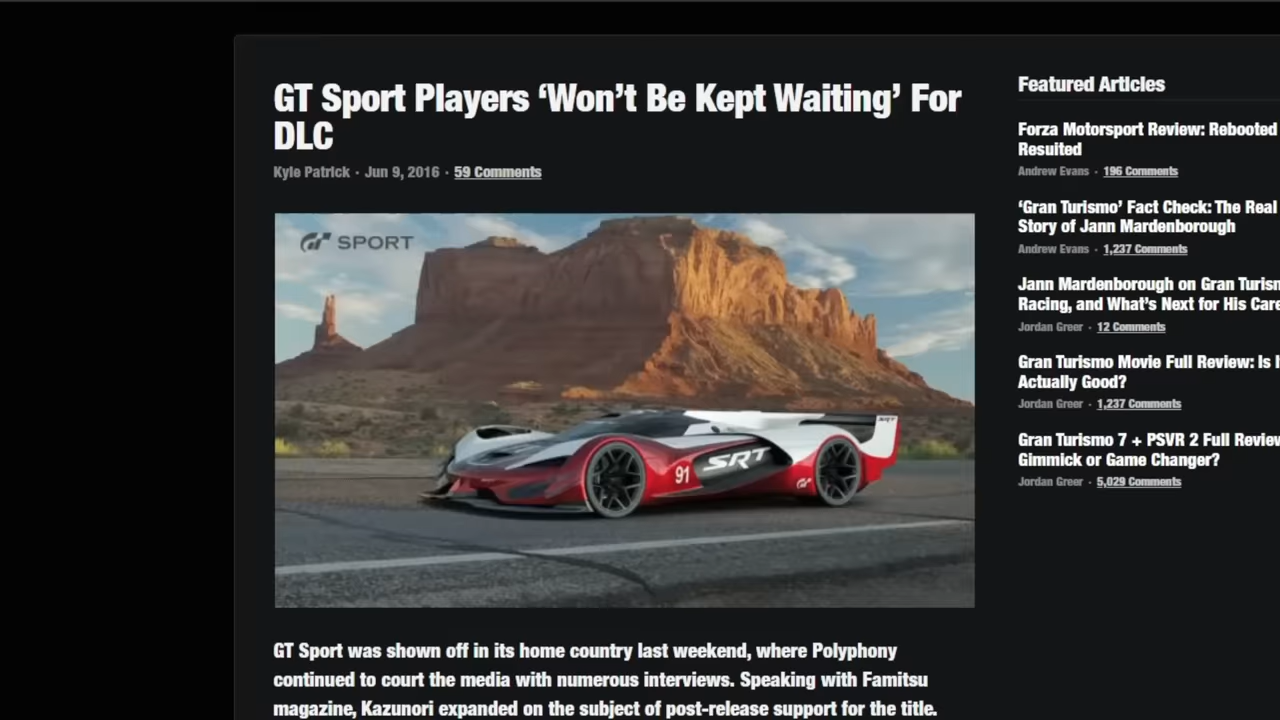 GT Sport Players ‘Won’t Be Kept Waiting’ For
DLC
Kyle Patrick · Jun 9, 2016 · 59 Comments
SPORT
SRT
91
SRT
GT Sport was shown off in its home country last weekend, where Polyphony
continued to court the media with numerous interviews. Speaking with Famitsu
magazine, Kazunori expanded on the subject of post-release support for the title.
Featured Articles
Forza Motorsport Review: Rebooted
Resuited
Andrew Evans · 196 Comments
‘Gran Turismo’ Fact Check: The Real
Story of Jann Mardenborough
Andrew Evans · 1,237 Comments
Jann Mardenborough on Gran Turism
Racing, and What’s Next for His Care
Jordan Greer · 12 Comments
Gran Turismo Movie Full Review: Is
Actually Good?
Jordan Greer · 1,237 Comments
Gran Turismo 7 + PSVR 2 Full Review
Gimmick or Game Changer?
Jordan Greer · 5,029 Comments